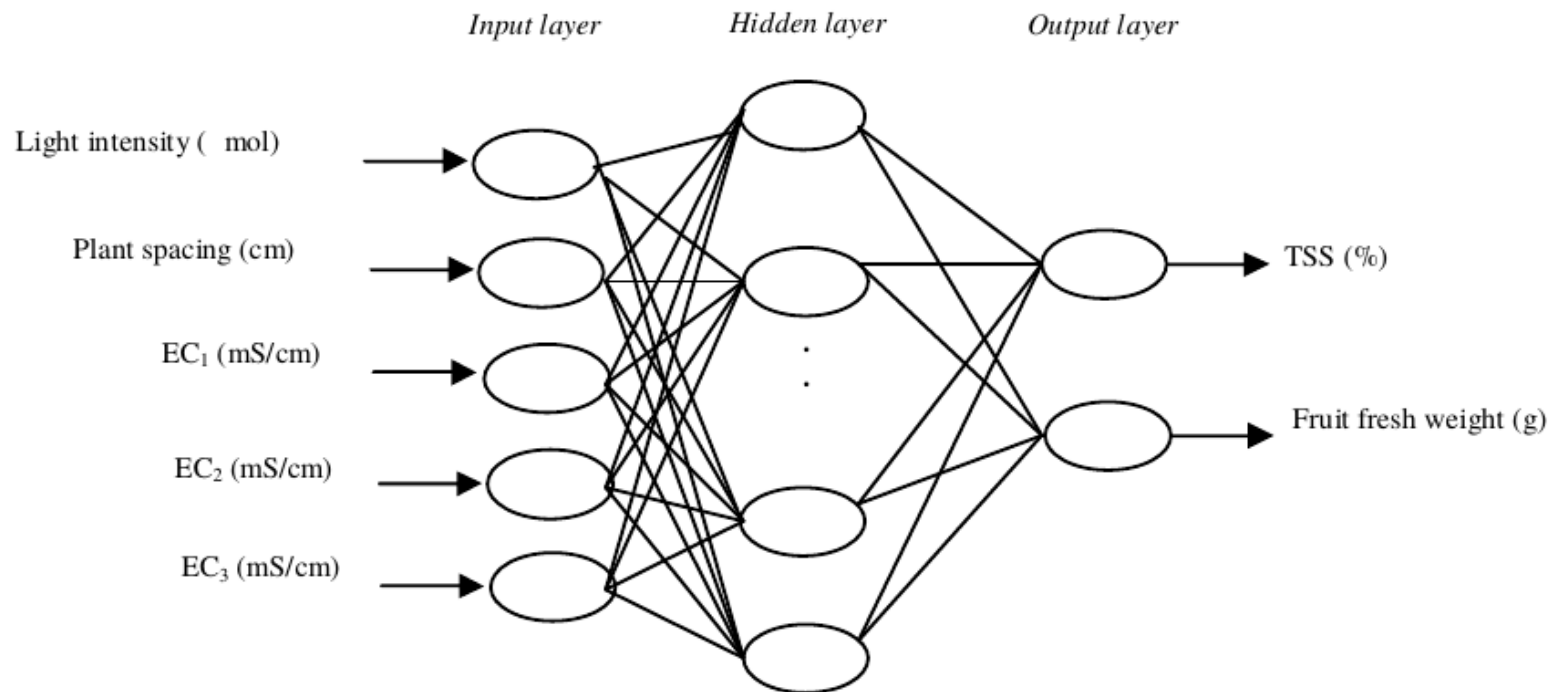 Input layer
Hidden layer
Output layer
Light intensity ( mol)
Plant spacing (cm)
EC₁ (mS/cm)
EC₂ (mS/cm)
EC₃ (mS/cm)
TSS (%)
Fruit fresh weight (g)